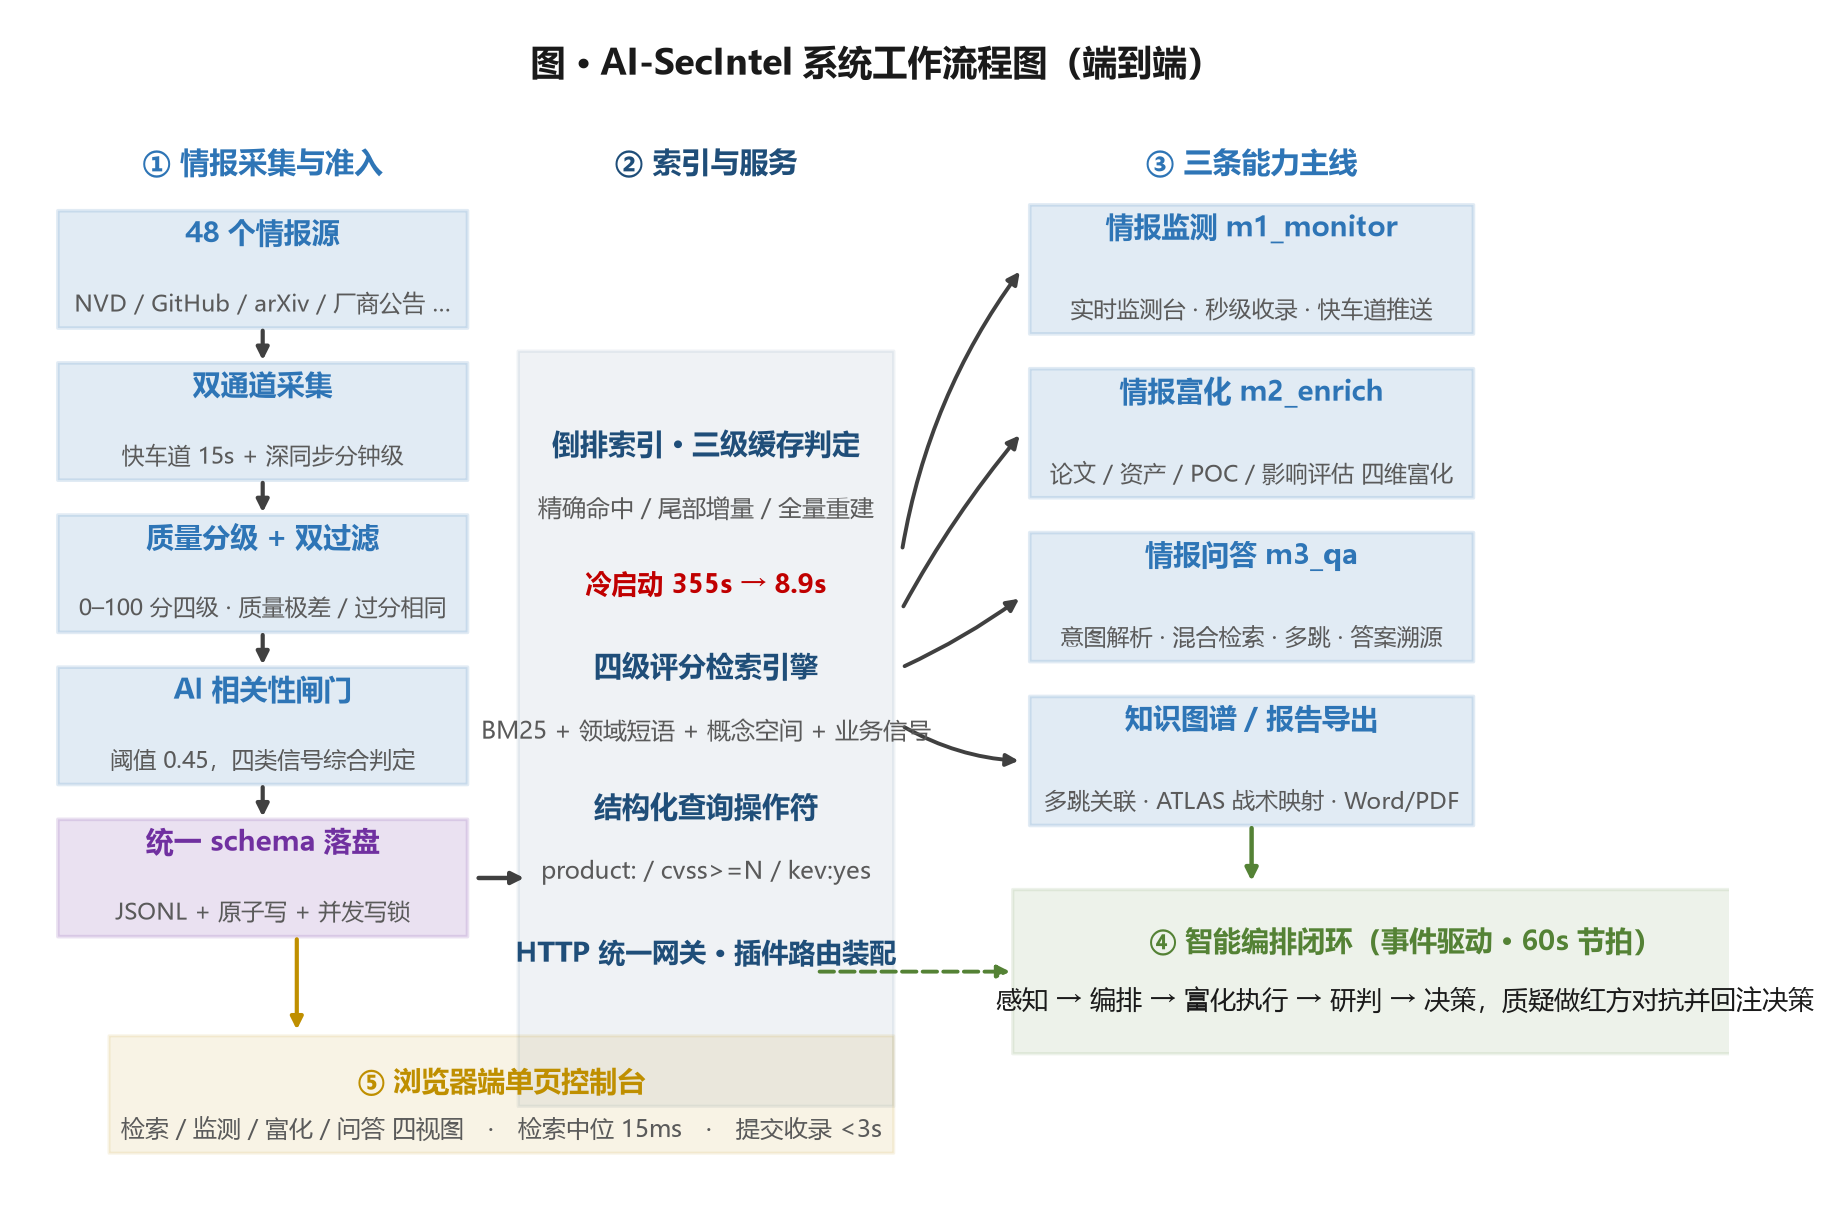 图 • AI-SecIntel 系统工作流程图（端到端）
① 情报采集与准入
48 个情报源
NVD / GitHub / arXiv / 厂商公告 ...
双通道采集
快车道 15s + 深同步分钟级
质量分级 + 双过滤
0–100 分四级 · 质量极差 / 过分相同
AI 相关性闸门
阈值 0.45，四类信号综合判定
统一 schema 落盘
JSONL + 原子写 + 并发写锁
② 索引与服务
倒排索引 • 三级缓存判定
精确命中 / 尾部增量 / 全量重建
冷启动 355s → 8.9s
四级评分检索引擎
BM25 + 领域短语 + 概念空间 + 业务信号
结构化查询操作符
product: / cvss>=N / kev:yes
HTTP 统一网关 • 插件路由装配
③ 三条能力主线
情报监测 m1_monitor
实时监测台 · 秒级收录 · 快车道推送
情报富化 m2_enrich
论文 / 资产 / POC / 影响评估 四维富化
情报问答 m3_qa
意图解析 · 混合检索 · 多跳 · 答案溯源
知识图谱 / 报告导出
多跳关联 · ATLAS 战术映射 · Word/PDF
④ 智能编排闭环（事件驱动 • 60s 节拍）
感知 → 编排 → 富化执行 → 研判 → 决策，质疑做红方对抗并回注决策
⑤ 浏览器端单页控制台
检索 / 监测 / 富化 / 问答 四视图 · 检索中位 15ms · 提交收录 <3s